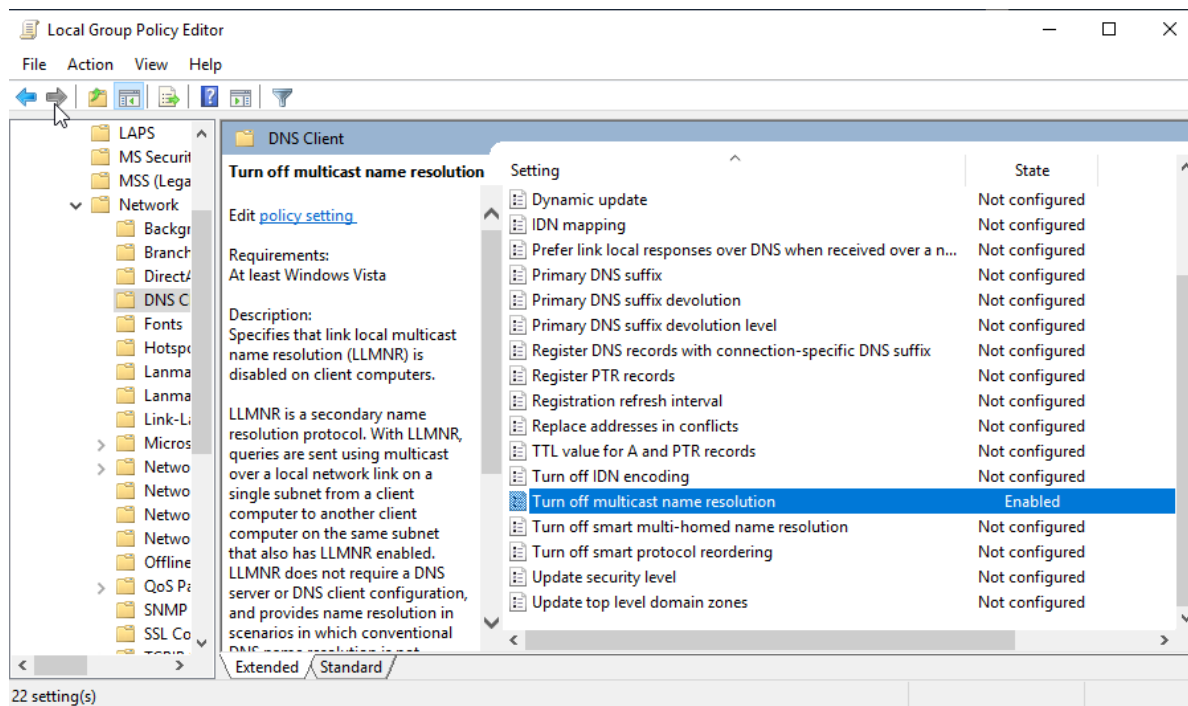 Local Group Policy Editor
File Action View Help
LAPS
MS Securit
MSS (Lega
Network
Backgr
Branch
DirectA
DNS C
Fonts
Hotspo
Lanma
Lanma
Link-La
Micros
Netwo
Netwo
Netwo
Netwo
Offline
QoS Pa
SNMP
SSL Co
TCPIP
DNS Client
Turn off multicast name resolution
Edit policy setting
Requirements:
At least Windows Vista
Description:
Specifies that link local multicast
name resolution (LLMNR) is
disabled on client computers.
LLMNR is a secondary name
resolution protocol. With LLMNR,
queries are sent using multicast
over a local network link on a
single subnet from a client
computer to another client
computer on the same subnet
that also has LLMNR enabled.
LLMNR does not require a DNS
server or DNS client configuration,
and provides name resolution in
scenarios in which conventional
DNS name resolution is not
Setting State
Dynamic update Not configured
IDN mapping Not configured
Prefer link local responses over DNS when received over a n... Not configured
Primary DNS suffix Not configured
Primary DNS suffix devolution Not configured
Primary DNS suffix devolution level Not configured
Register DNS records with connection-specific DNS suffix Not configured
Register PTR records Not configured
Registration refresh interval Not configured
Replace addresses in conflicts Not configured
TTL value for A and PTR records Not configured
Turn off IDN encoding Not configured
Turn off multicast name resolution Enabled
Turn off smart multi-homed name resolution Not configured
Turn off smart protocol reordering Not configured
Update security level Not configured
Update top level domain zones Not configured
Extended Standard
22 setting(s)